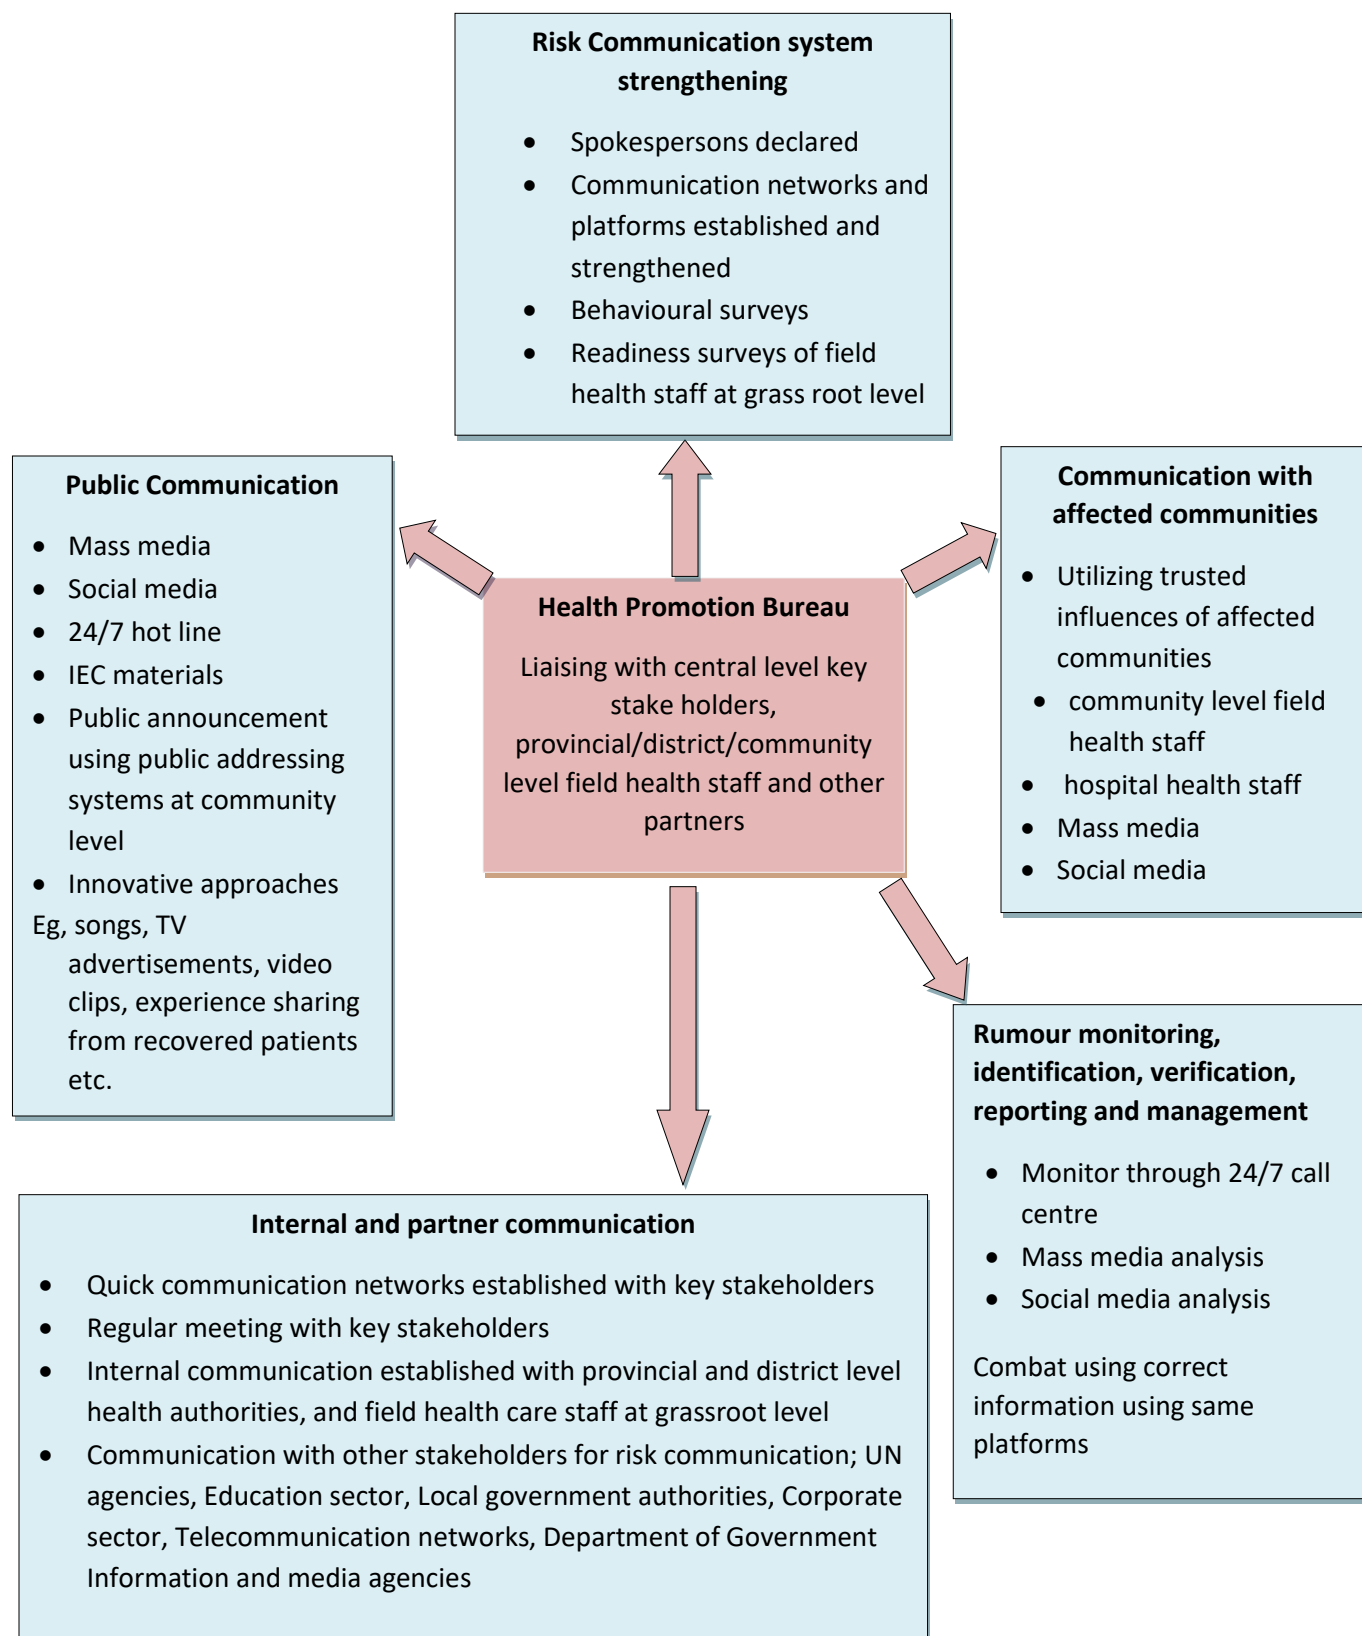 Risk Communication system
strengthening
• Spokespersons declared
• Communication networks and
platforms established and
strengthened
• Behavioural surveys
• Readiness surveys of field
health staff at grass root level
Public Communication
• Mass media
• Social media
• 24/7 hot line
• IEC materials
• Public announcement
using public addressing
systems at community
level
• Innovative approaches
Eg, songs, TV
advertisements, video
clips, experience sharing
from recovered patients
etc.
Health Promotion Bureau
Liaising with central level key
stake holders,
provincial/district/community
level field health staff and other
partners
Communication with
affected communities
• Utilizing trusted
influences of affected
communities
• community level field
health staff
• hospital health staff
• Mass media
• Social media
Rumour monitoring,
identification, verification,
reporting and management
• Monitor through 24/7 call
centre
• Mass media analysis
• Social media analysis
Combat using correct
information using same
platforms
Internal and partner communication
• Quick communication networks established with key stakeholders
• Regular meeting with key stakeholders
• Internal communication established with provincial and district level
health authorities, and field health care staff at grassroot level
• Communication with other stakeholders for risk communication; UN
agencies, Education sector, Local government authorities, Corporate
sector, Telecommunication networks, Department of Government
Information and media agencies